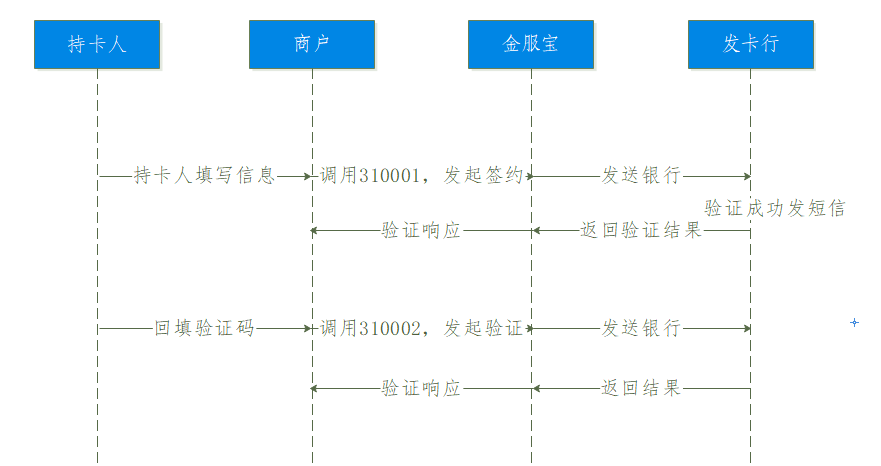 持卡人
商户
金服宝
发卡行
持卡人填写信息
调用310001，发起签约
发送银行
验证成功发短信
验证响应
返回验证结果
回填验证码
调用310002，发起验证
发送银行
验证响应
返回结果